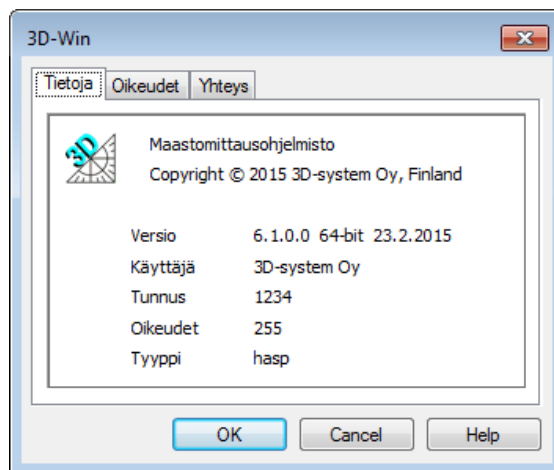 3D-Win
Tietoja Oikeudet Yhteys
3D
Maastomittausohjelmisto
Copyright © 2015 3D-system Oy, Finland
Versio 6.1.0.0 64-bit 23.2.2015
Käyttäjä 3D-system Oy
Tunnus 1234
Oikeudet 255
Tyyppi hasp
OK Cancel Help